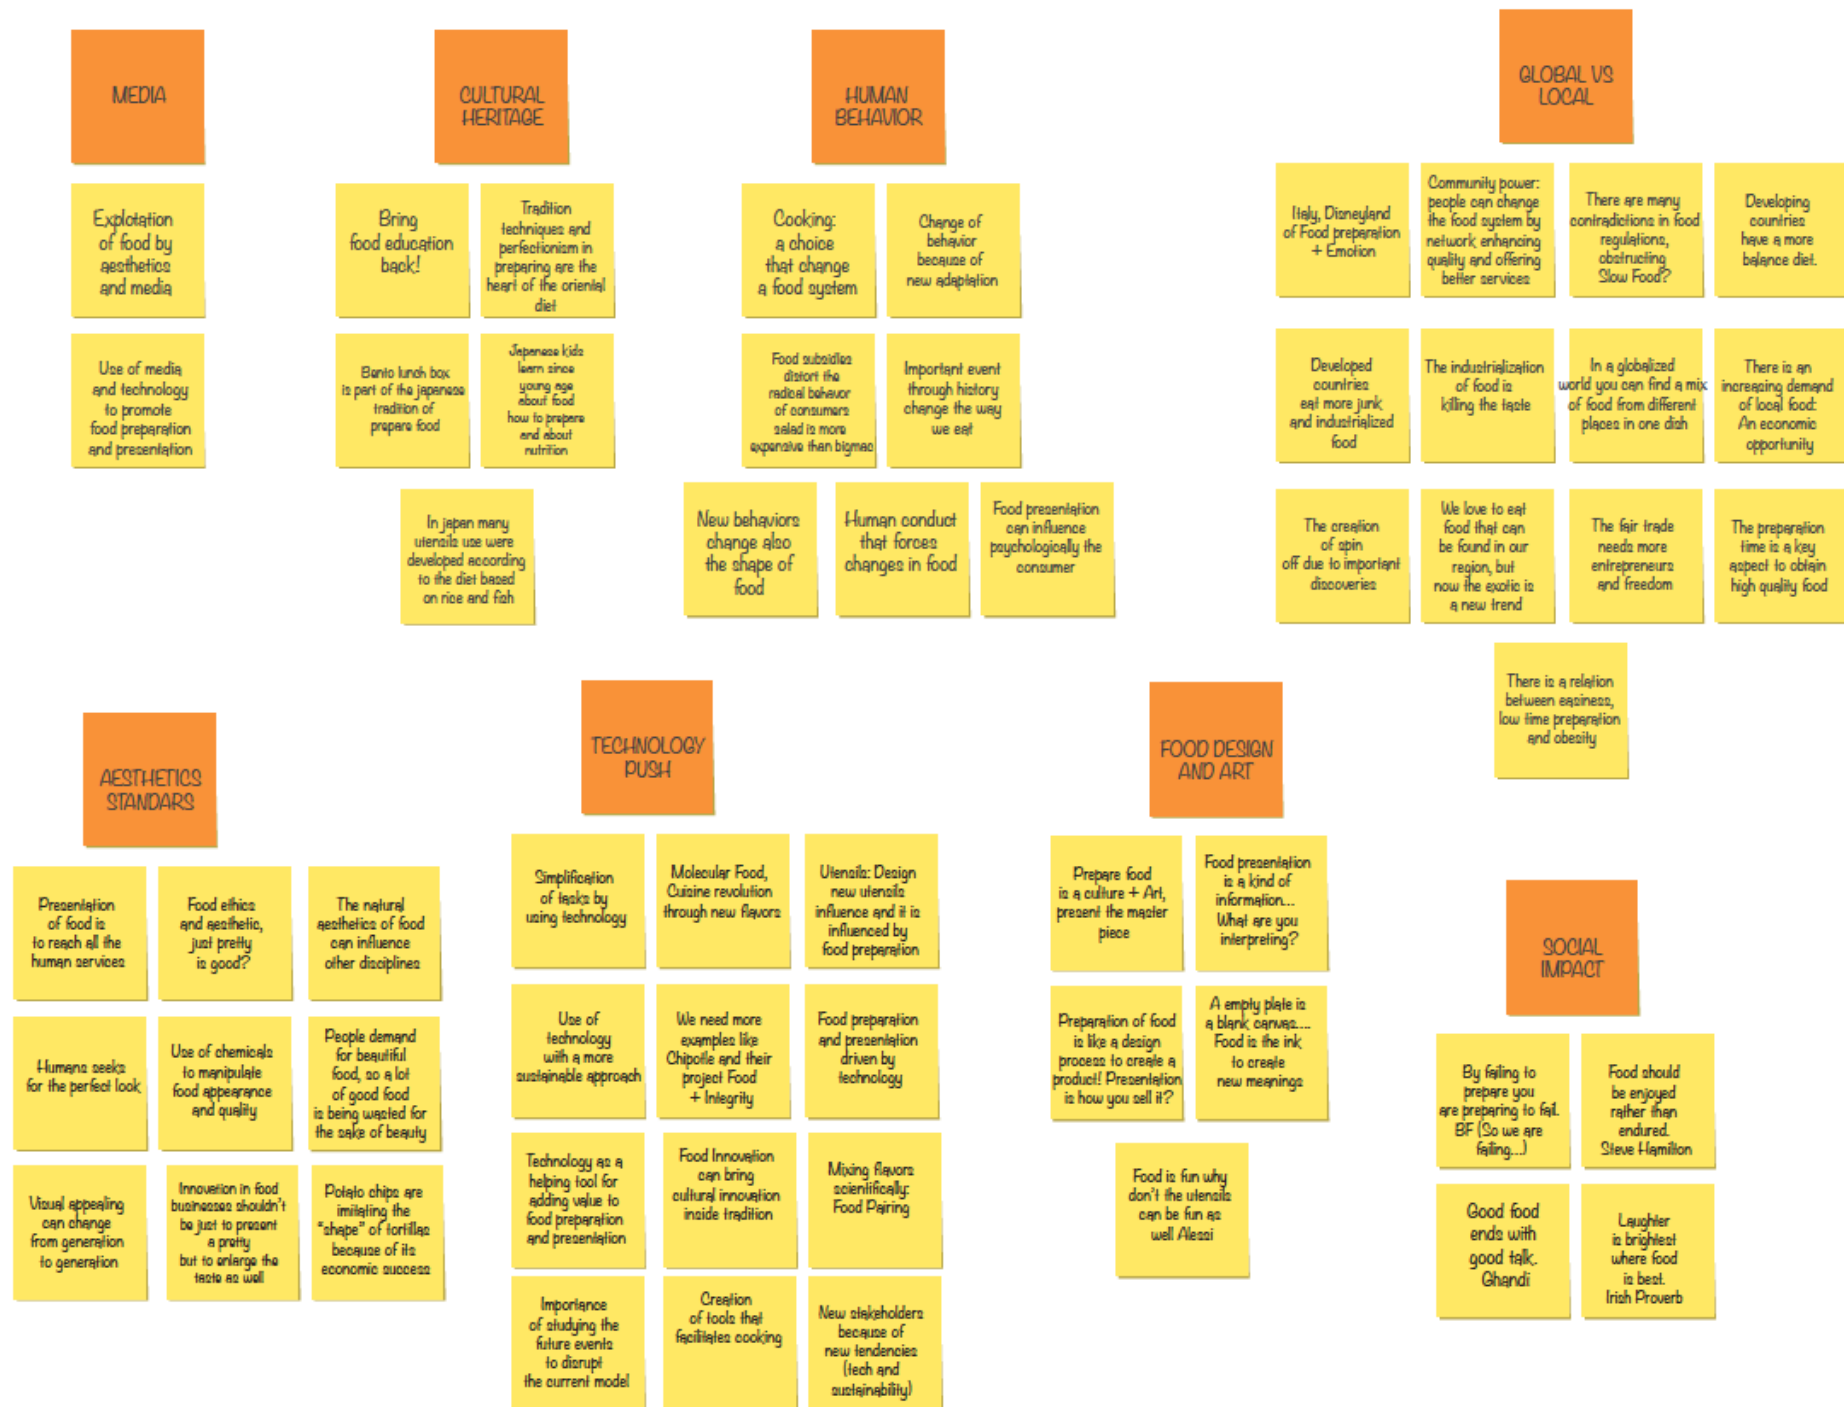 MEDIA
Explotation
of food by
aesthetics
and media
Use of media
and technology
to promote
food preparation
and presentation
CULTURAL
HERITAGE
Bring
food education
back!
Tradition
techniques and
perfectionism in
preparing are the
heart of the oriental
diet
Bento lunch box
is part of the japanese
tradition of
prepare food
Japanese kids
learn since
young age
about food
how to prepare
and about
nutrition
In japan many
utensils use were
developed according
to the diet based
on rice and fish
HUMAN
BEHAVIOR
Cooking:
a choice
that change
a food system
Change of
behavior
because of
new adaptation
Food subsidies
distort the
radical behavor
of consumers
salad is more
expensive than bigmac
Important event
through history
change the way
we eat
New behaviors
change also
the shape of
food
Human conduct
that forces
changes in food
Food presentation
can influence
psychologically the
consumer
GLOBAL VS
LOCAL
Italy, Disneyland
of Food preparation
+ Emotion
Community power:
people can change
the food system by
network enhancing
quality and offering
better services
There are many
contradictions in food
regulations,
obstructing
Slow Food?
Developing
countries
have a more
balance diet.
Developed
countries
eat more junk
and industrialized
food
The industrialization
of food is
killing the taste
In a globalized
world you can find a mix
of food from different
places in one dish
There is an
increasing demand
of local food:
An economic
opportunity
The creation
of spin
off due to important
discoveries
We love to eat
food that can
be found in our
region, but
now the exotic is
a new trend
The fair trade
needs more
entrepreneurs
and freedom
The preparation
time is a key
aspect to obtain
high quality food
There is a relation
between easiness,
low time preparation
and obesity
AESTHETICS
STANDARS
Presentation
of food is
to reach all the
human services
Food ethics
and aesthetic,
just pretty
is good?
The natural
aesthetics of food
can influence
other disciplines
Humans seeks
for the perfect look
Use of chemicals
to manipulate
food appearance
and quality
People demand
for beautiful
food, so a lot
of good food
is being wasted for
the sake of beauty
Visual appealing
can change
from generation
to generation
Innovation in food
businesses shouldn't
be just to present
a pretty
but to enlarge the
taste as well
Potato chips are
imitating the
"shape" of tortillas
because of its
economic success
TECHNOLOGY
PUSH
Simplification
of tasks by
using technology
Molecular Food,
Cuisine revolution
through new flavors
Utensils: Design
new utensils
influence and it is
influenced by
food preparation
Use of
technology
with a more
sustainable approach
We need more
examples like
Chipotle and their
project Food
+ Integrity
Food preparation
and presentation
driven by
technology
Technology as a
helping tool for
adding value to
food preparation
and presentation
Food Innovation
can bring
cultural innovation
inside tradition
Mixing flavors
scientifically:
Food Pairing
Importance
of studying the
future events
to disrupt
the current model
Creation
of tools that
facilitates cooking
New stakeholders
because of
new tendencies
(tech and
sustainability)
FOOD DESIGN
AND ART
Prepare food
is a culture + Art,
present the master
piece
Food presentation
is a kind of
information...
What are you
interpreting?
Preparation of food
is like a design
process to create a
product! Presentation
is how you sell it?
A empty plate is
a blank canvas....
Food is the ink
to create
new meanings
Food is fun why
don't the utensils
can be fun as
well Alessi
SOCIAL
IMPACT
By failing to
prepare you
are preparing to fail.
BF (So we are
failing...)
Food should
be enjoyed
rather than
endured.
Steve Hamilton
Good food
ends with
good talk.
Ghandi
Laughter
is brightest
where food
is best.
Irish Proverb